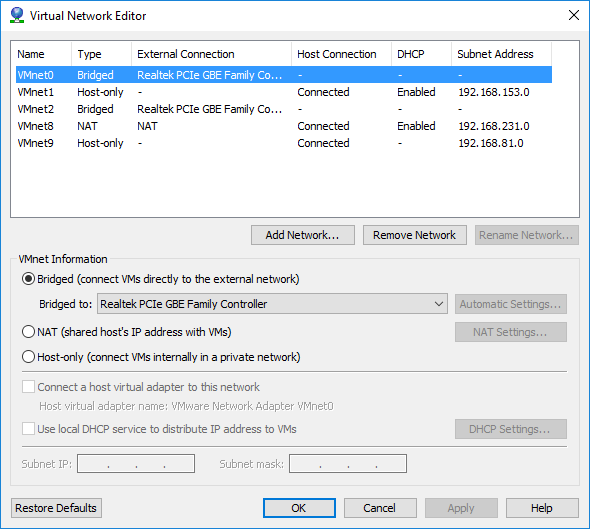 Virtual Network Editor
Name Type External Connection Host Connection DHCP Subnet Address
VMnet0 Bridged Realtek PCIe GBE Family Co... - - -
VMnet1 Host-only - Connected Enabled 192.168.153.0
VMnet2 Bridged Realtek PCIe GBE Family Co... - - -
VMnet8 NAT NAT Connected Enabled 192.168.231.0
VMnet9 Host-only - Connected - 192.168.81.0
Add Network... Remove Network Rename Network...
VMnet Information
Bridged (connect VMs directly to the external network)
Bridged to: Realtek PCIe GBE Family Controller Automatic Settings...
NAT (shared host's IP address with VMs) NAT Settings...
Host-only (connect VMs internally in a private network)
Connect a host virtual adapter to this network
Host virtual adapter name: VMware Network Adapter VMnet0
Use local DHCP service to distribute IP address to VMs DHCP Settings...
Subnet IP: . . . Subnet mask: . . .
Restore Defaults OK Cancel Apply Help